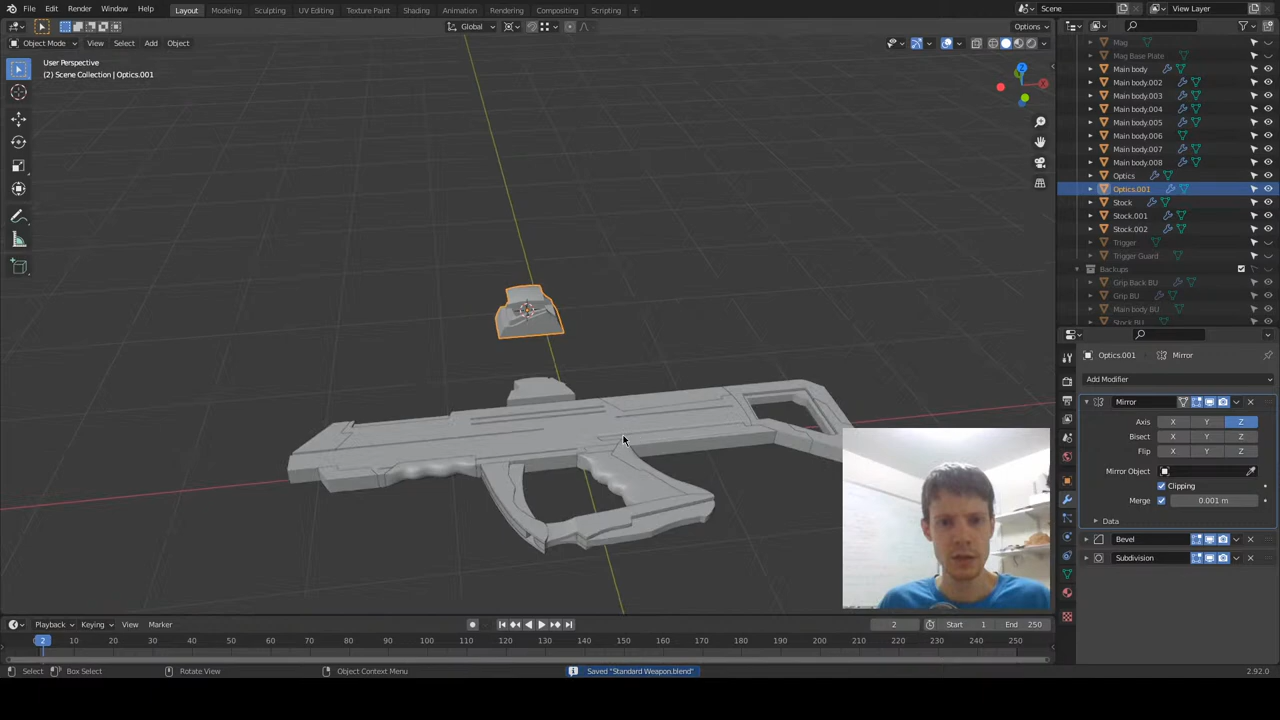 File Edit Render Window Help
Layout Modeling Sculpting UV Editing Texture Paint Shading Animation Rendering Compositing Scripting +
Scene
View Layer
Global
Options
Object Mode View Select Add Object
User Perspective
(2) Scene Collection | Optics.001
Z
X
Mag
Mag Base Plate
Main body
Main body.002
Main body.003
Main body.004
Main body.005
Main body.006
Main body.007
Main body.008
Optics
Optics.001
Stock
Stock.001
Stock.002
Trigger
Trigger Guard
Backups
Grip Back BU
Grip BU
Main body BU
Stock BU
Optics.001 Mirror
Add Modifier
Mirror
Axis X Y Z
Bisect X Y Z
Flip X Y Z
Mirror Object
Clipping
Merge 0.001 m
Data
Bevel
Subdivision
Playback Keying View Marker
2 Start 1 End 250
2 10 20 30 40 50 60 70 80 90 100 110 120 130 140 150 160 170 180 190 200 210 220 230 240 250
Select Box Select Rotate View Object Context Menu Saved "Standard Weapon.blend" 2.92.0